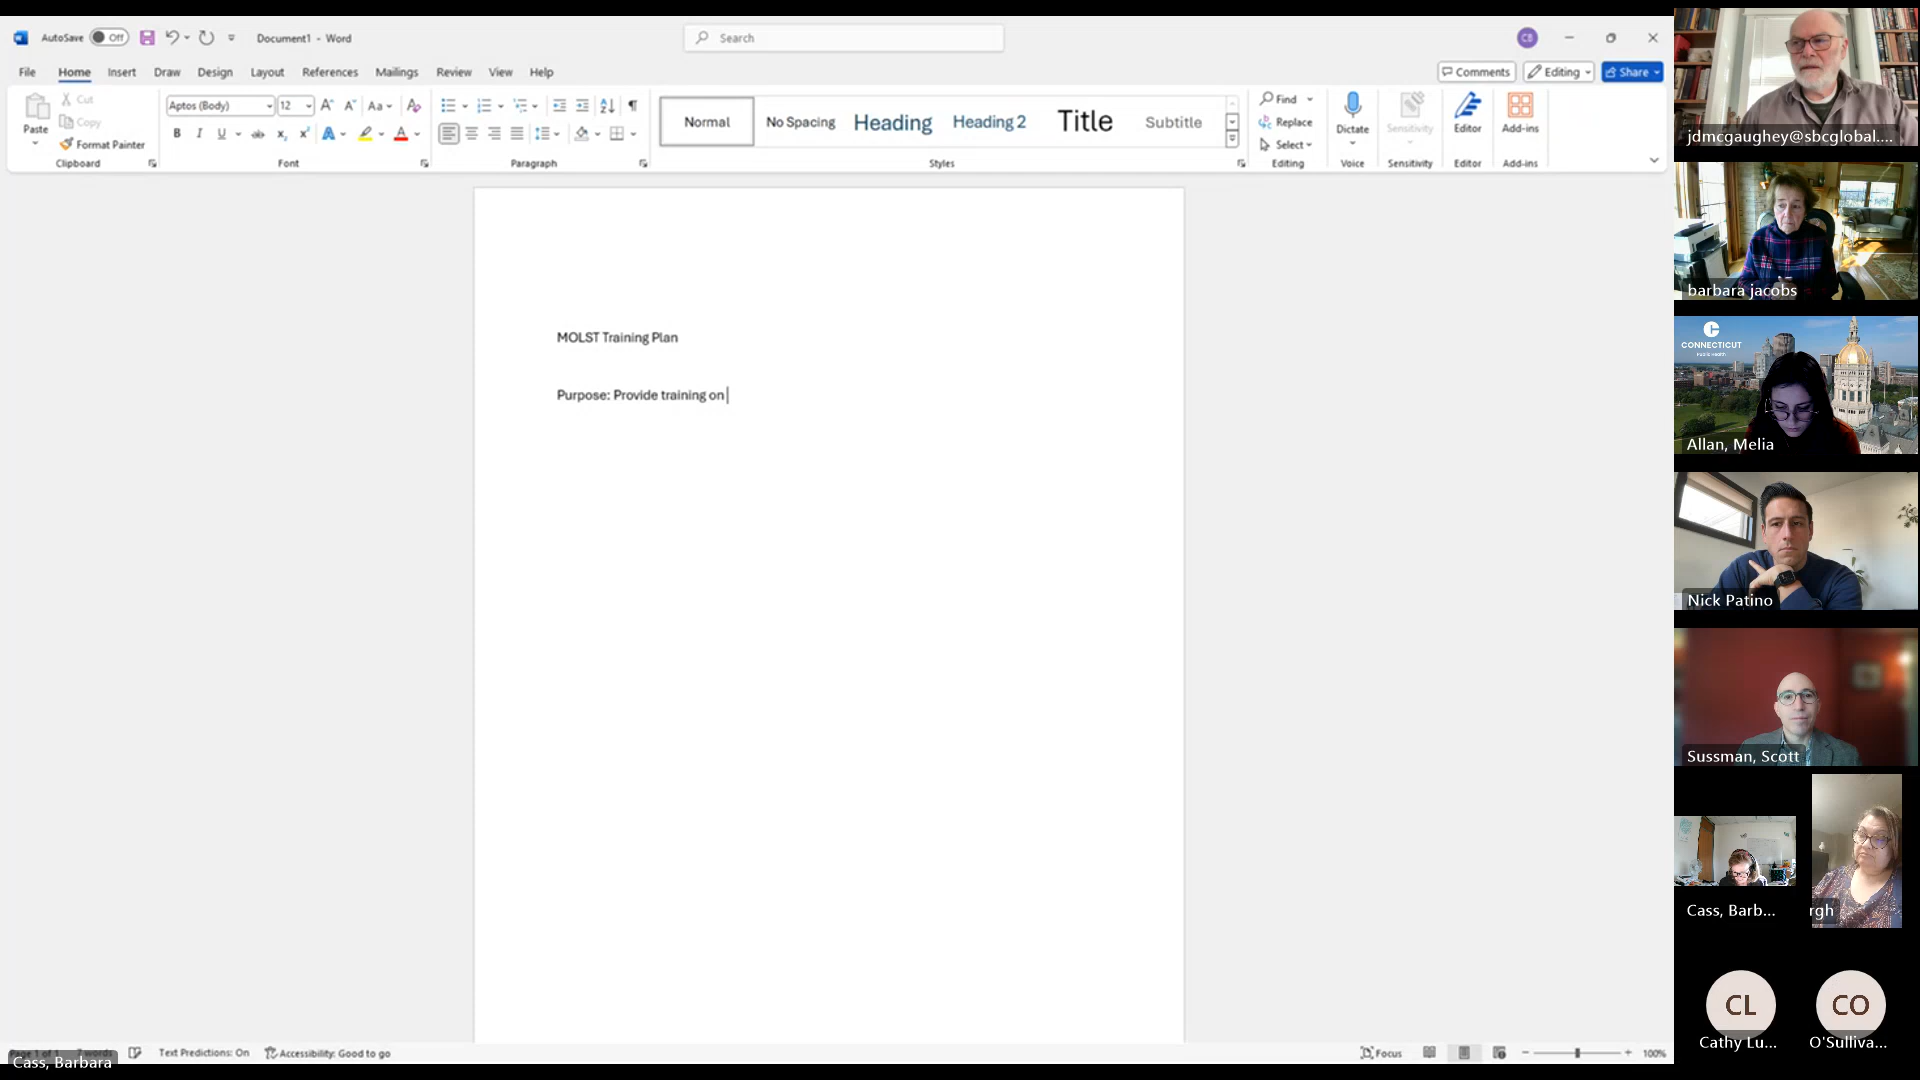 AutoSave Off Document1 - Word Search CB
File Home Insert Draw Design Layout References Mailings Review View Help Comments Editing Share
Paste Cut Copy Format Painter Clipboard
Aptos (Body) 12 Aa Font
Paragraph
Normal No Spacing Heading Heading 2 Title Subtitle Styles
Find Replace Select Editing
Dictate Voice
Sensitivity Sensitivity
Editor Editor
Add-ins Add-ins
MOLST Training Plan
Purpose: Provide training on
Text Predictions: On Accessibility: Good to go Focus 100%
Cass, Barbara
jdmcgaughey@sbcglobal....
barbara jacobs
CONNECTICUT
Public Health
Allan, Melia
Nick Patino
Sussman, Scott
Cass, Barb...
rgh
CL
Cathy Lu...
CO
O'Sulliva...